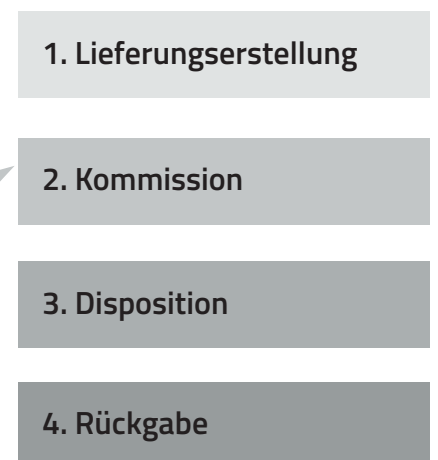 1. Lieferungserstellung
2. Kommission
3. Disposition
4. Rückgabe